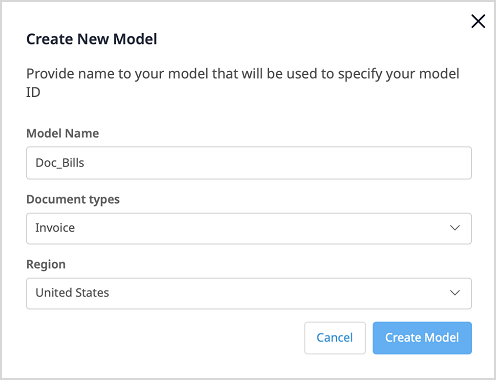 Create New Model
Provide name to your model that will be used to specify your model
ID
Model Name
Doc_Bills
Document types
Invoice
Region
United States
Cancel
Create Model